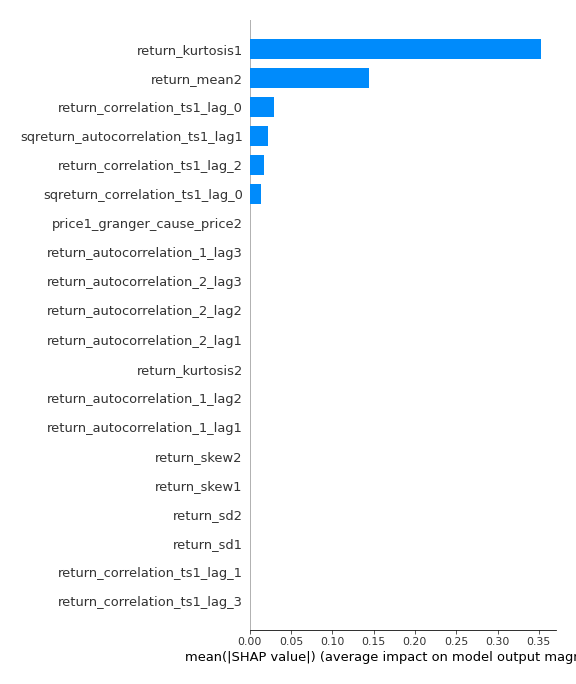 return_kurtosis1
return_mean2
return_correlation_ts1_lag_0
sqreturn_autocorrelation_ts1_lag1
return_correlation_ts1_lag_2
sqreturn_correlation_ts1_lag_0
price1_granger_cause_price2
return_autocorrelation_1_lag3
return_autocorrelation_2_lag3
return_autocorrelation_2_lag2
return_autocorrelation_2_lag1
return_kurtosis2
return_autocorrelation_1_lag2
return_autocorrelation_1_lag1
return_skew2
return_skew1
return_sd2
return_sd1
return_correlation_ts1_lag_1
return_correlation_ts1_lag_3
0.00 0.05 0.10 0.15 0.20 0.25 0.30 0.35
mean(|SHAP value|) (average impact on model output magn